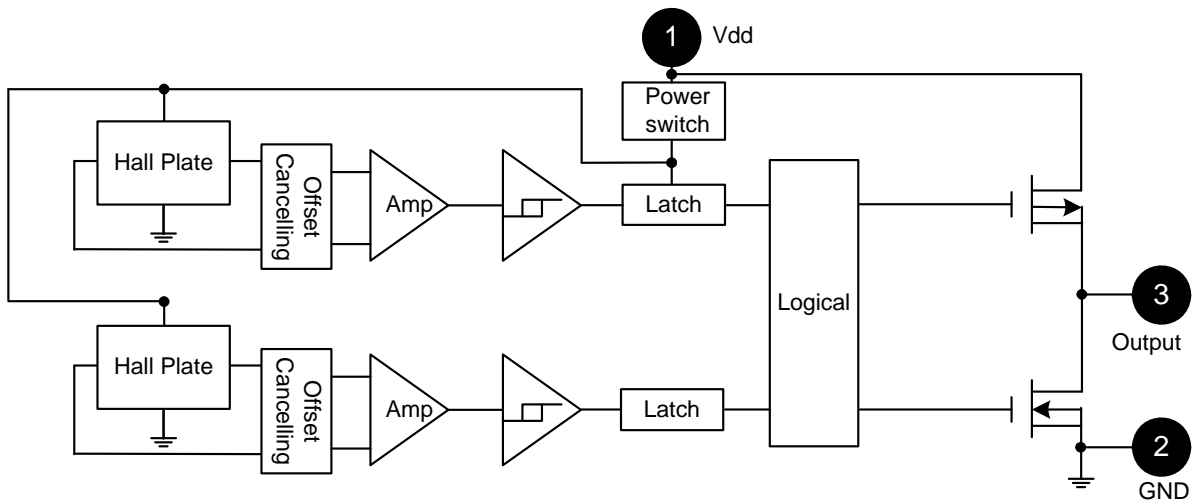 1
Vdd
Power
switch
Hall Plate
Offset
Cancelling
Amp
Latch
Logical
3
Output
Hall Plate
Offset
Cancelling
Amp
Latch
2
GND